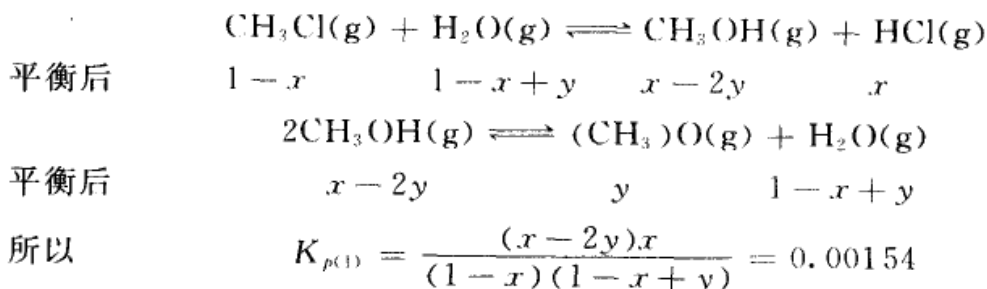 CH₃Cl(g) + H₂O(g) ⇌ CH₃OH(g) + HCl(g)
平衡后 1 − x 1 − x + y x − 2y x
2CH₃OH(g) ⇌ (CH₃)O(g) + H₂O(g)
平衡后 x − 2y y 1 − x + y
所以 Kₚ₍₁₎ = (x − 2y)x / (1 − x)(1 − x + y) = 0.00154